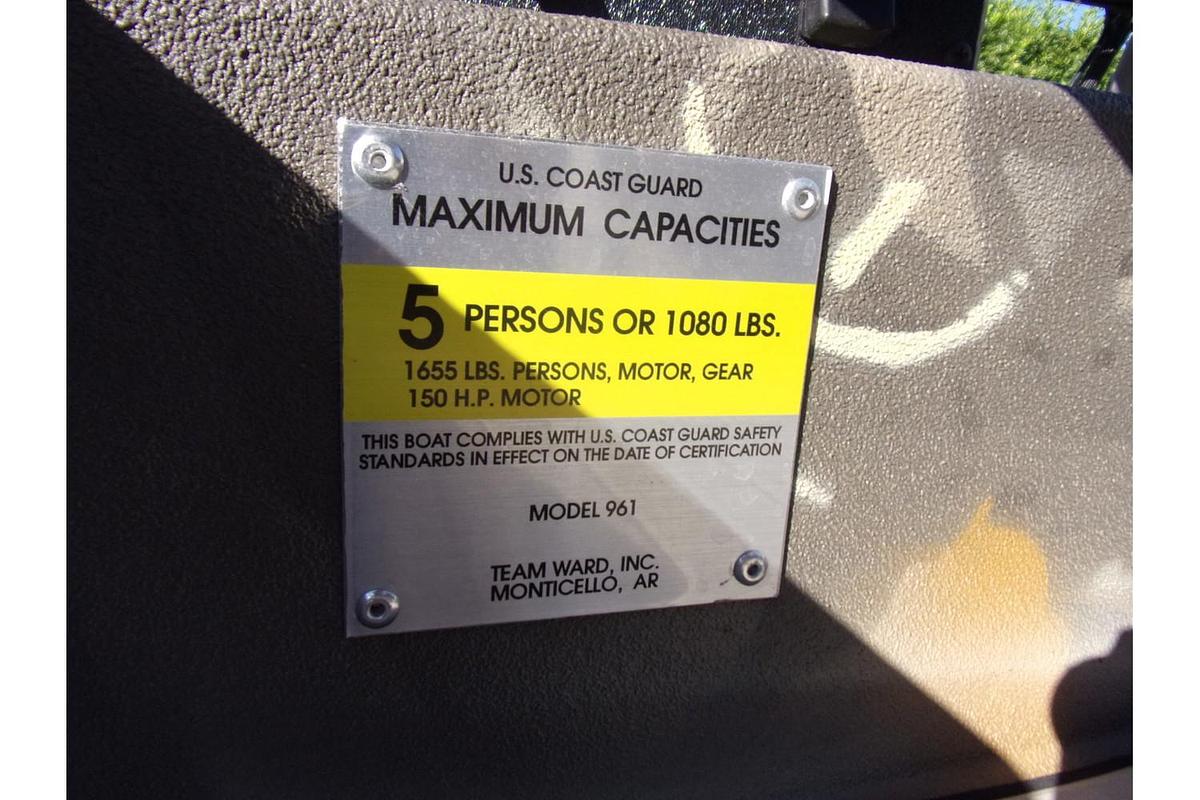 U.S. COAST GUARD
MAXIMUM CAPACITIES
5 PERSONS OR 1080 LBS.
1655 LBS. PERSONS, MOTOR, GEAR
150 H.P. MOTOR
THIS BOAT COMPLIES WITH U.S. COAST GUARD SAFETY
STANDARDS IN EFFECT ON THE DATE OF CERTIFICATION
MODEL 961
TEAM WARD, INC.
MONTICELLO, AR